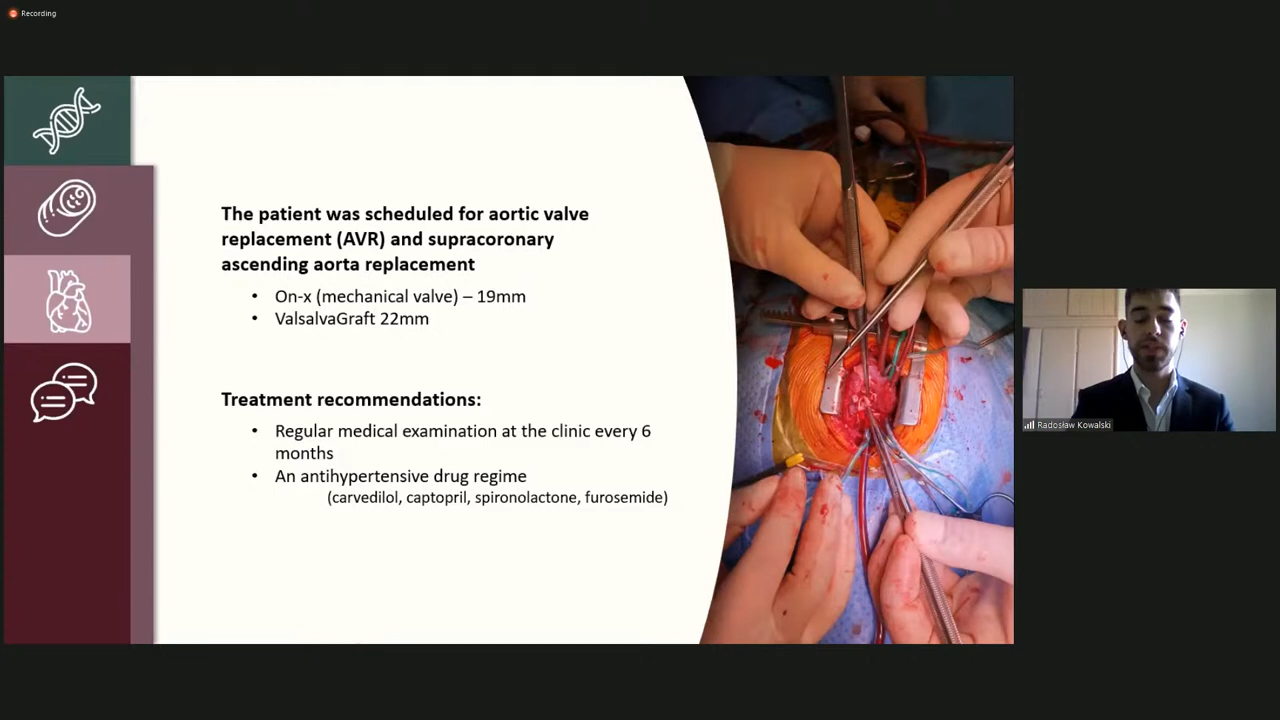 Recording
The patient was scheduled for aortic valve
replacement (AVR) and supracoronary
ascending aorta replacement
• On-x (mechanical valve) – 19mm
• ValsalvaGraft 22mm
Treatment recommendations:
• Regular medical examination at the clinic every 6
months
• An antihypertensive drug regime
(carvedilol, captopril, spironolactone, furosemide)
Radosław Kowalski